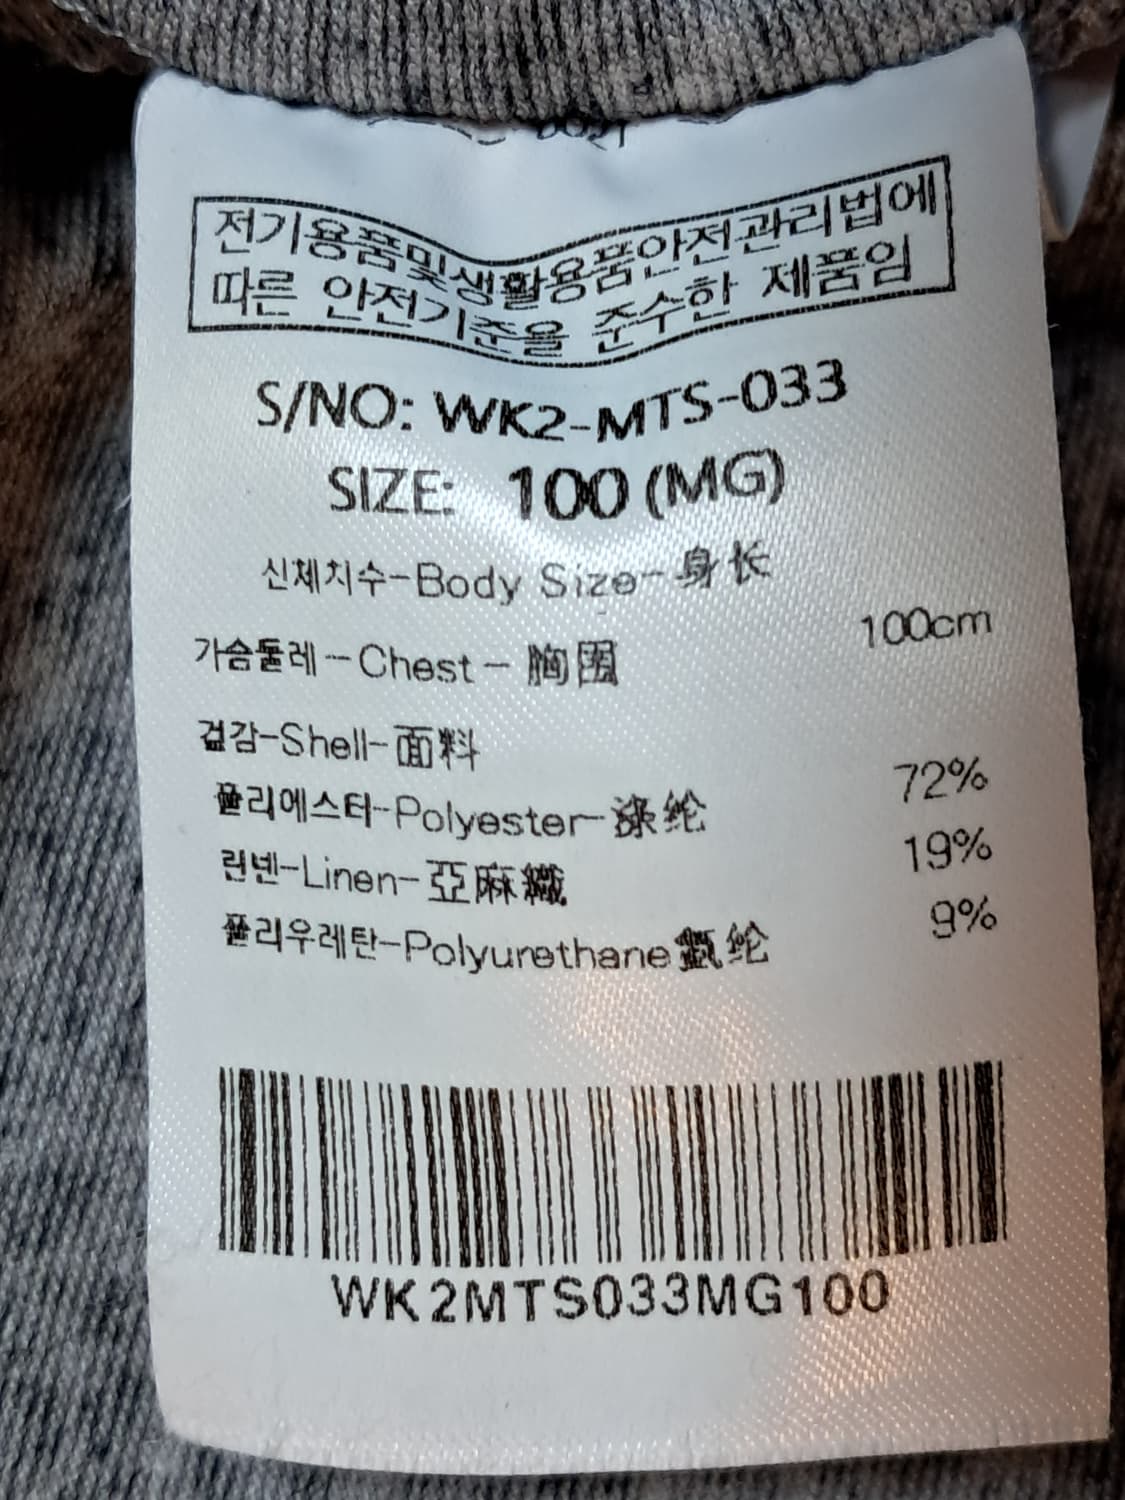 전기용품및생활용품안전관리법에
따른 안전기준을 준수한 제품임
S/NO: WK2-MTS-033
SIZE: 100 (MG)
신체치수-Body Size-身长
가슴둘레-Chest-胸围 100cm
겉감-Shell-面料
폴리에스터-Polyester-涤纶 72%
린넨-Linen-亞麻纖 19%
폴리우레탄-Polyurethane氨纶 9%
WK2MTS033MG100